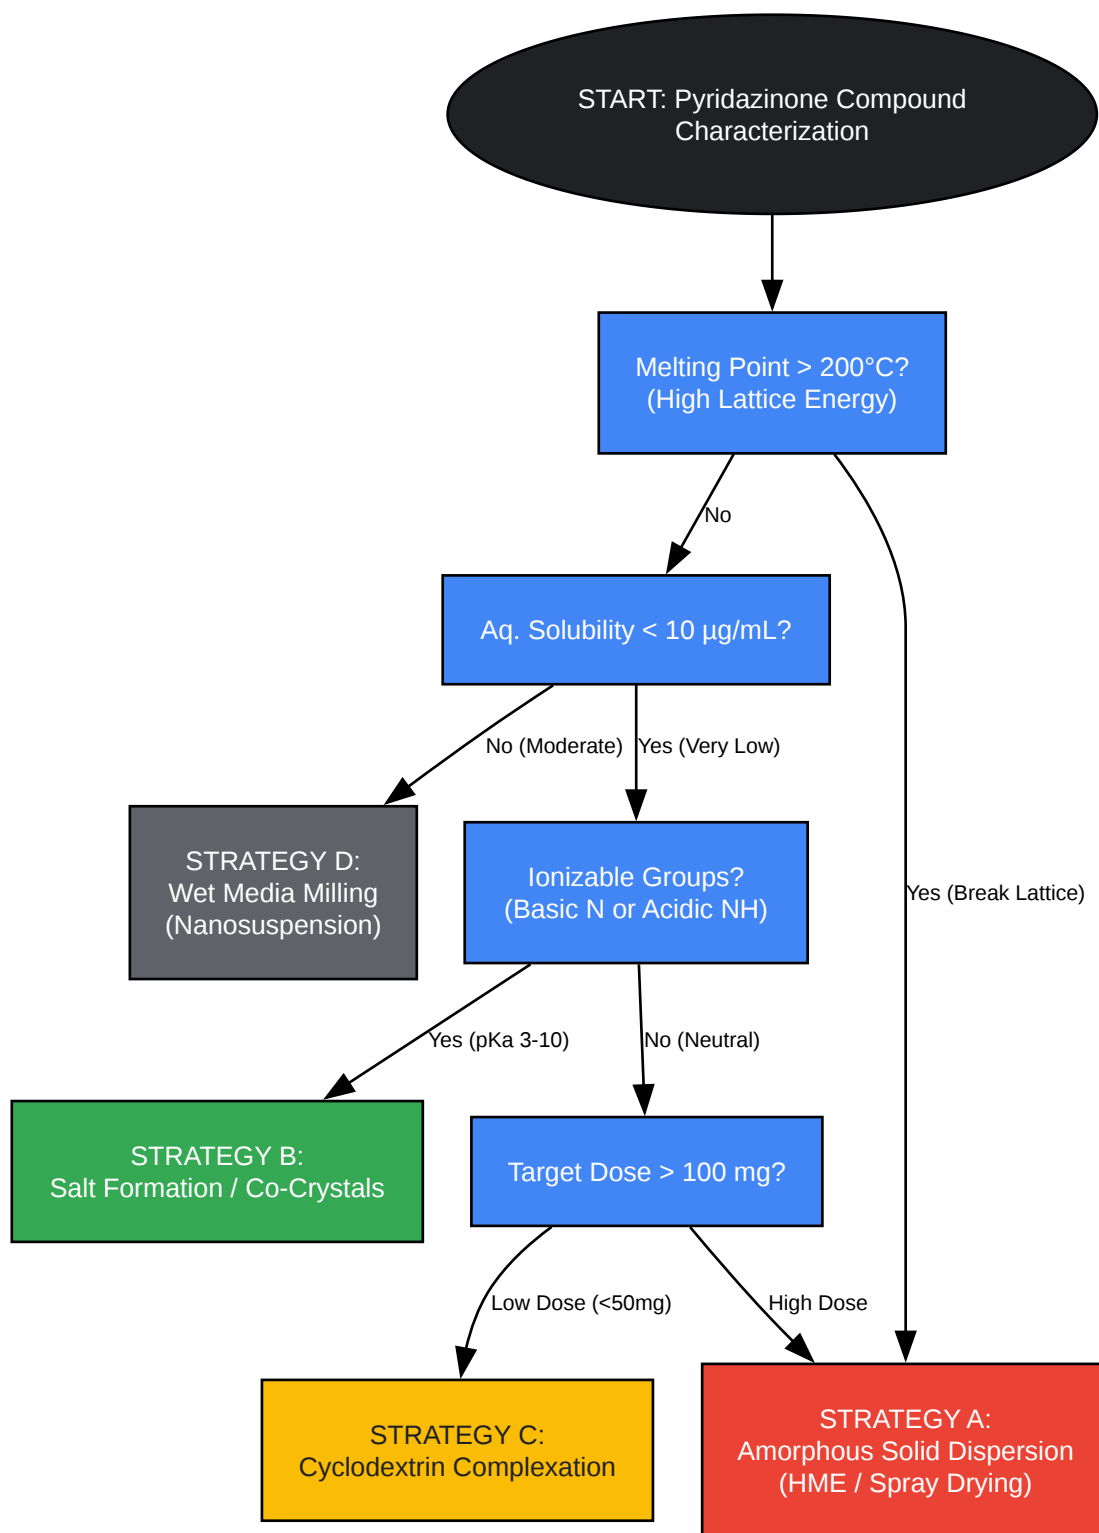 START: Pyridazinone Compound
Characterization
Melting Point > 200°C?
(High Lattice Energy)
No
Aq. Solubility < 10 µg/mL?
No (Moderate)
Yes (Very Low)
STRATEGY D:
Wet Media Milling
(Nanosuspension)
Ionizable Groups?
(Basic N or Acidic NH)
Yes (Break Lattice)
Yes (pKa 3-10)
No (Neutral)
STRATEGY B:
Salt Formation / Co-Crystals
Target Dose > 100 mg?
Low Dose (<50mg)
High Dose
STRATEGY C:
Cyclodextrin Complexation
STRATEGY A:
Amorphous Solid Dispersion
(HME / Spray Drying)